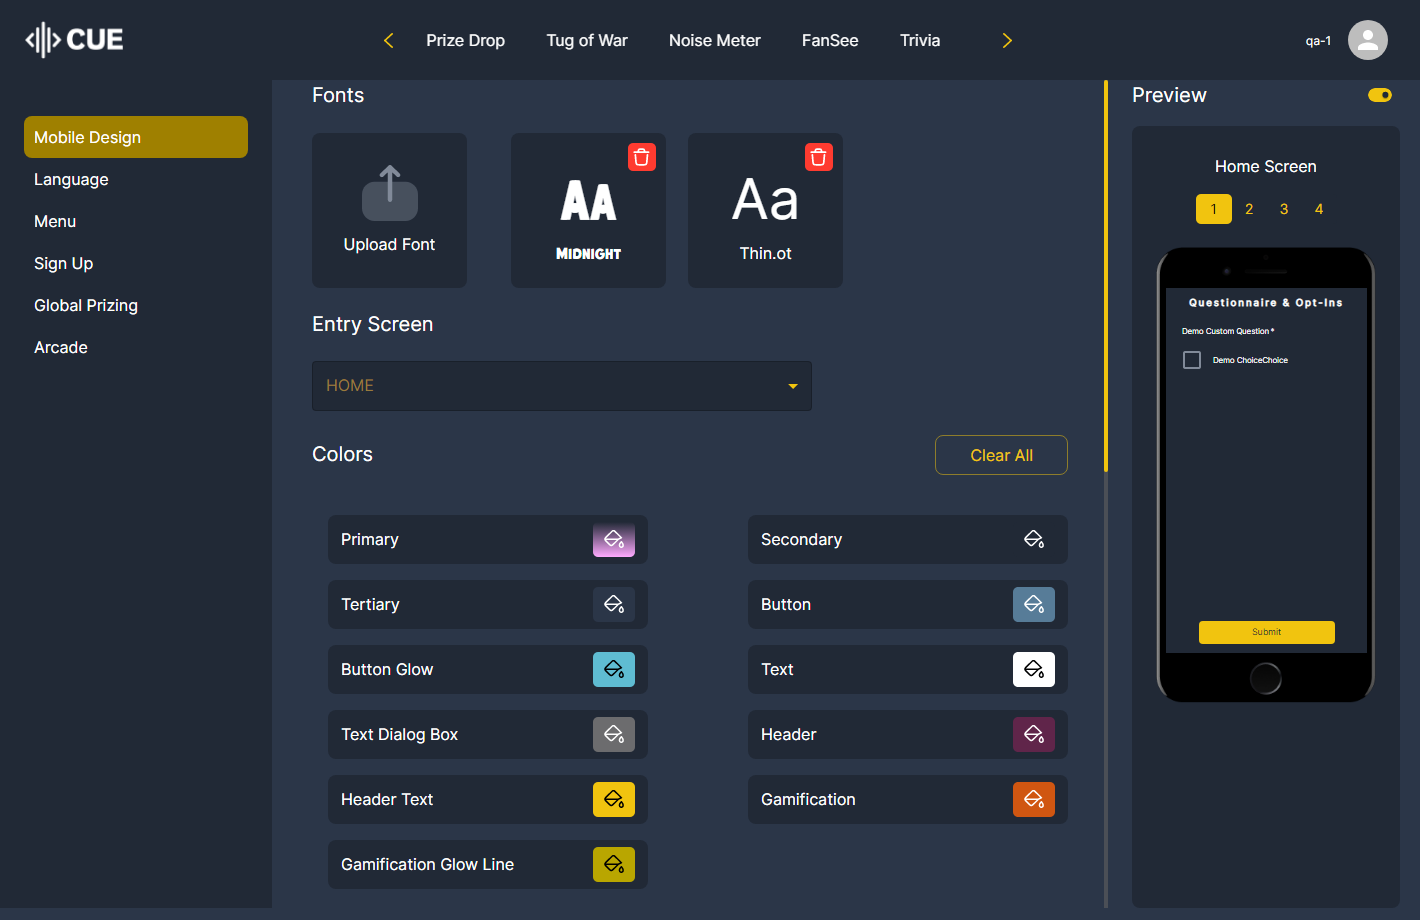 CUE
Prize Drop
Tug of War
Noise Meter
FanSee
Trivia
qa-1
Mobile Design
Language
Menu
Sign Up
Global Prizing
Arcade
Fonts
Upload Font
AA
MIDNIGHT
Aa
Thin.ot
Entry Screen
HOME
Colors
Clear All
Primary
Secondary
Tertiary
Button
Button Glow
Text
Text Dialog Box
Header
Header Text
Gamification
Gamification Glow Line
Preview
Home Screen
1 2 3 4
Questionnaire & Opt-Ins
Demo Custom Question *
Demo ChoiceChoice
Submit